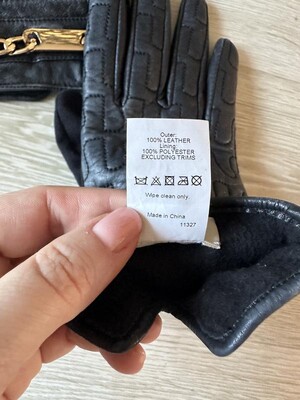 Outer:
100% LEATHER
Lining:
100% POLYESTER
EXCLUDING TRIMS
Wipe clean only.
Made in China
11327